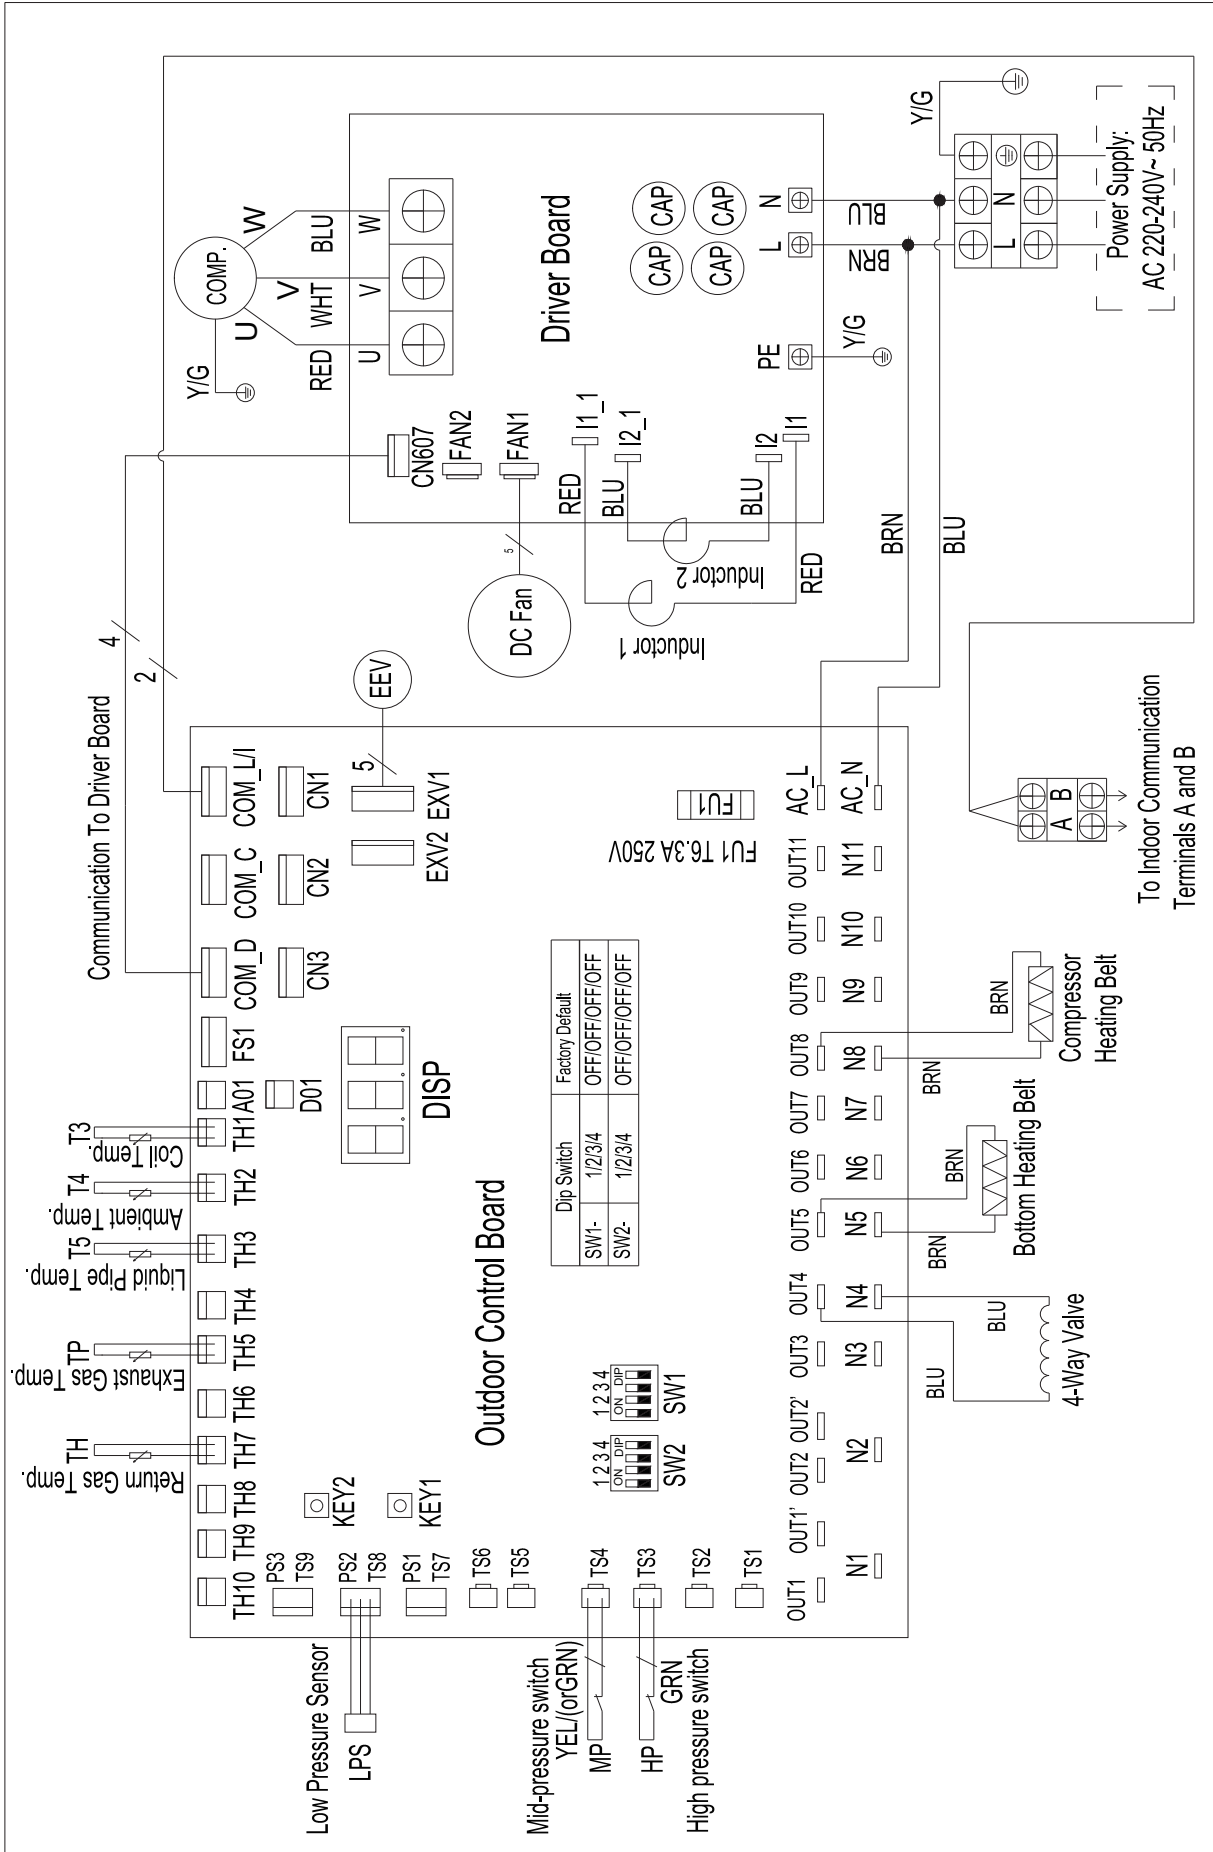 Low Pressure Sensor
LPS
Mid-pressure switch
YEL/(orGRN)
MP
HP
GRN
High pressure switch
TH
Return Gas Temp.
TP
Exhaust Gas Temp.
T5
Liquid Pipe Temp.
T4
Ambient Temp.
T3
Coil Temp.
TH10
TH9
TH8
TH7
TH6
TH5
TH4
TH3
TH2
TH1
A01
FS1
COM_D
COM_C
COM_L/I
D01
CN3
CN2
CN1
PS3
TS9
PS2
TS8
PS1
TS7
TS6
TS5
TS4
TS3
TS2
TS1
KEY2
KEY1
DISP
EXV2
EXV1
5
EEV
Outdoor Control Board
Dip Switch
Factory Default
SW1-
1/2/3/4
OFF/OFF/OFF/OFF
SW2-
1/2/3/4
OFF/OFF/OFF/OFF
1 2 3 4
ON DIP
SW2
1 2 3 4
ON DIP
SW1
FU1 T6.3A 250V
FU1
OUT1
OUT1'
OUT2
OUT2'
OUT3
OUT4
OUT5
OUT6
OUT7
OUT8
OUT9
OUT10
OUT11
AC_L
N1
N2
N3
N4
N5
N6
N7
N8
N9
N10
N11
AC_N
BLU
BLU
4-Way Valve
BRN
BRN
Bottom Heating Belt
BRN
BRN
Compressor
Heating Belt
A
B
To Indoor Communication
Terminals A and B
Communication To Driver Board
4
2
COMP.
Y/G
U
V
W
RED
WHT
BLU
U
V
W
CN607
FAN2
FAN1
5
DC Fan
Driver Board
I1_1
I2_1
I2
I1
RED
BLU
BLU
RED
Inductor 1
Inductor 2
CAP
CAP
CAP
CAP
PE
L
N
Y/G
BRN
BLU
BRN
BLU
Y/G
L
N
Power Supply:
AC 220-240V~ 50Hz